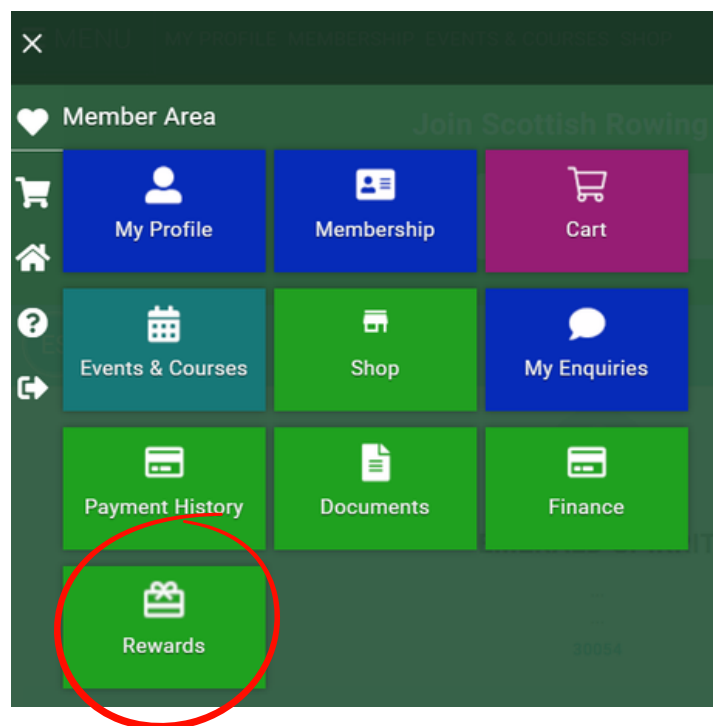 MENU MY PROFILE MEMBERSHIP EVENTS & COURSES SHOP
Member Area
Join Scottish Rowing
My Profile
Membership
Cart
Events & Courses
Shop
My Enquiries
Payment History
Documents
Finance
Rewards
30054